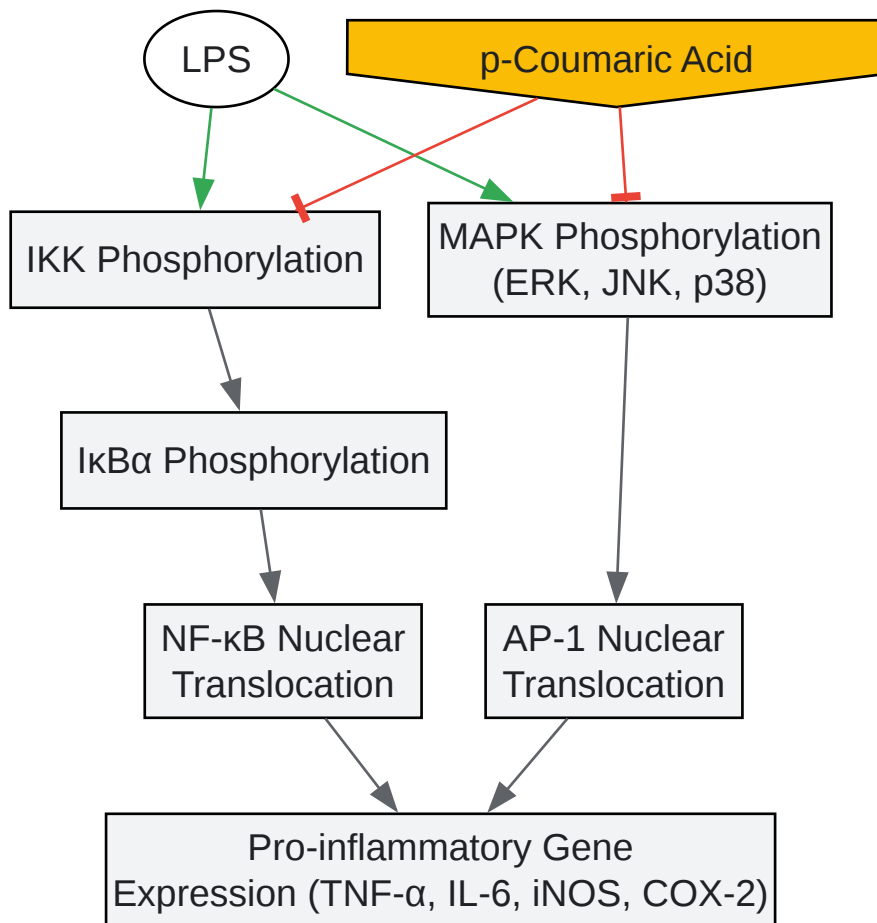 LPS
p-Coumaric Acid
IKK Phosphorylation
MAPK Phosphorylation
(ERK, JNK, p38)
IκBα Phosphorylation
NF-κB Nuclear
Translocation
AP-1 Nuclear
Translocation
Pro-inflammatory Gene
Expression (TNF-α, IL-6, iNOS, COX-2)